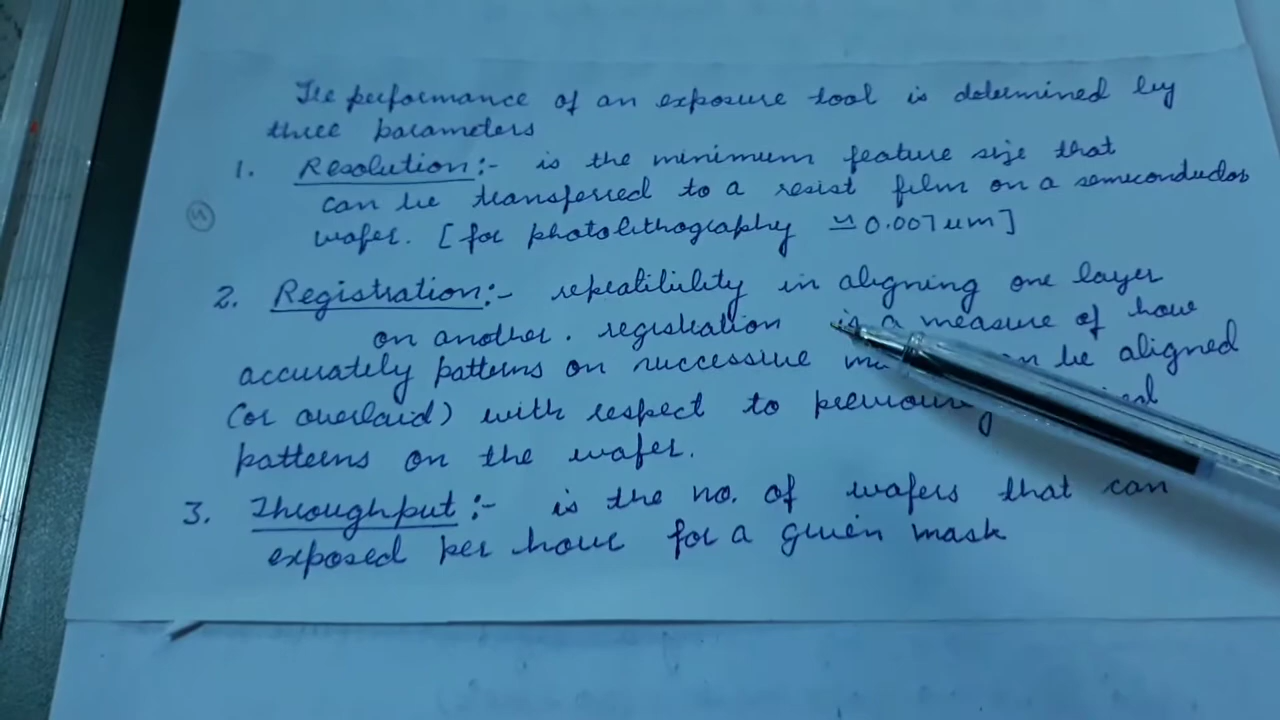 The performance of an exposure tool is determined by
three parameters
1. Resolution:- is the minimum feature size that
can be transferred to a resist film on a semiconductor
wafer. [for photolithography ≃ 0.007um]
2. Registration:- repeatibility in aligning one layer
on another. registration is a measure of how
accurately patterns on successive be aligned
(or overlaid) with respect to
patterns on the wafer.
3. Throughput:- is the no. of wafers that can
exposed per hour for a given mask